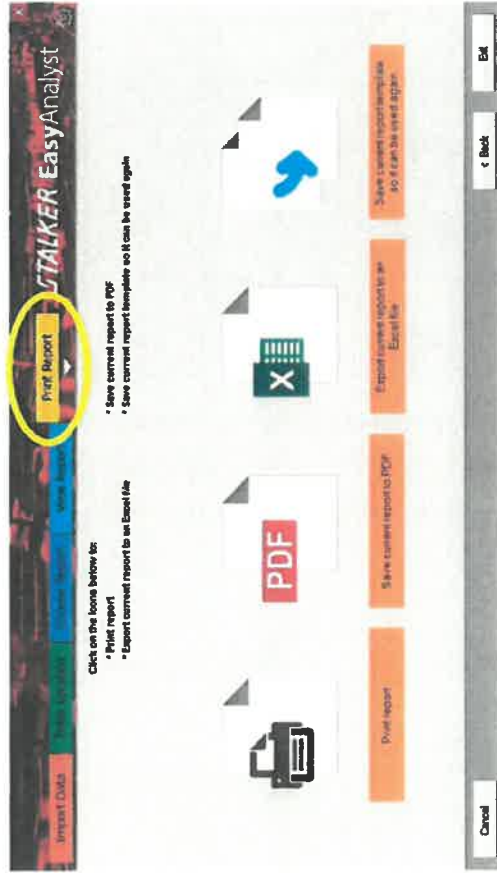 Import Data
Print Report
STALKER EasyAnalyst
Click on the icons below to:
* Print report
* Save current report to PDF
* Export current report to an Excel file
* Save current report template so it can be used again
PDF
X
Print report
Save current report to PDF
Export current report to an
Excel file
Save current report template
so it can be used again
Cancel
< Back
Exit